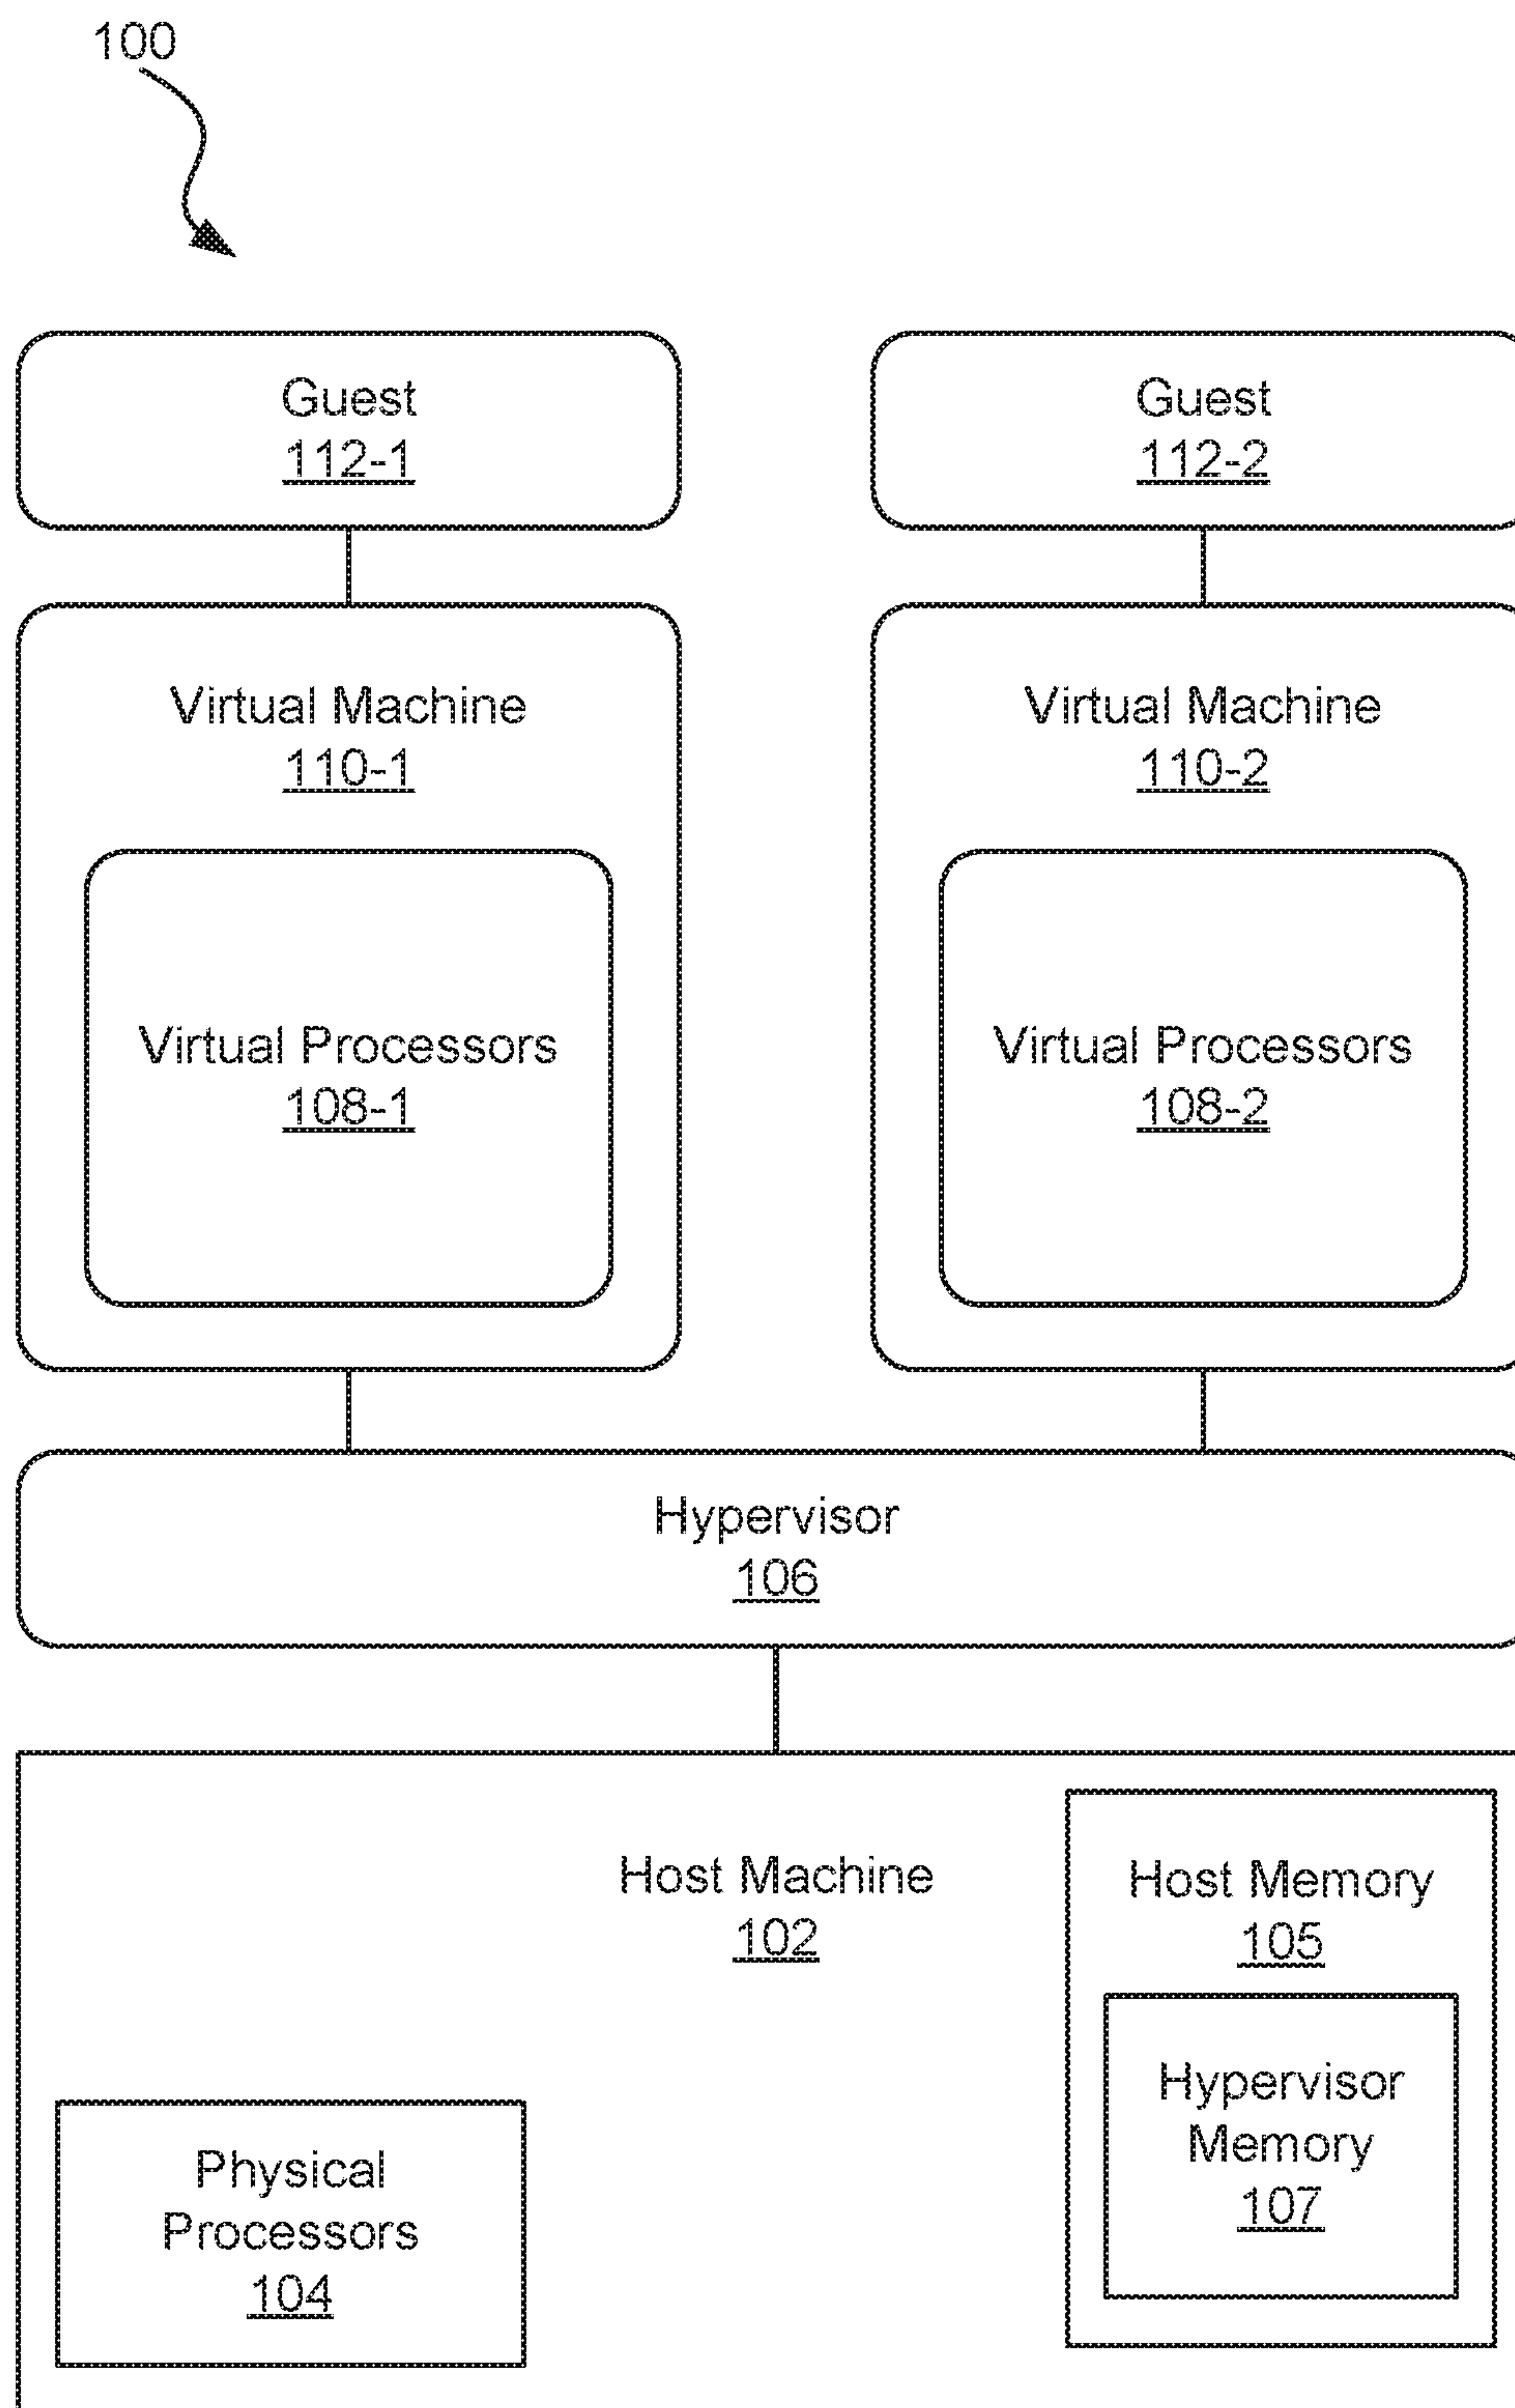 100
Guest
112-1
Guest
112-2
Virtual Machine
110-1
Virtual Machine
110-2
Virtual Processors
108-1
Virtual Processors
108-2
Hypervisor
106
Host Machine
102
Host Memory
105
Hypervisor
Memory
107
Physical
Processors
104